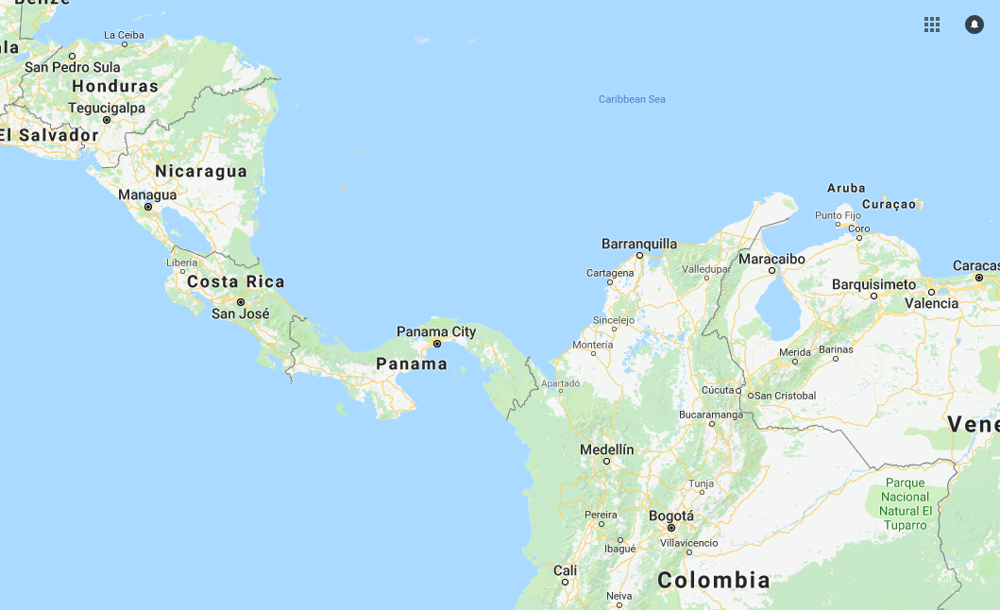 Belize
La Ceiba
ala
San Pedro Sula
Honduras
Caribbean Sea
Tegucigalpa
El Salvador
Nicaragua
Aruba
Managua
Curaçao
Punto Fijo
Coro
Barranquilla
Maracaibo
Liberia
Caracas
Cartagena
Valledupar
Costa Rica
Barquisimeto
San José
Valencia
Sincelejo
Panama City
Montería
Merida
Barinas
Panama
Apartadó
Cúcuta
San Cristobal
Bucaramanga
Vene
Medellín
Tunja
Parque
Nacional
Natural El
Tuparro
Pereira
Bogotá
Ibagué
Villavicencio
Cali
Colombia
Neiva